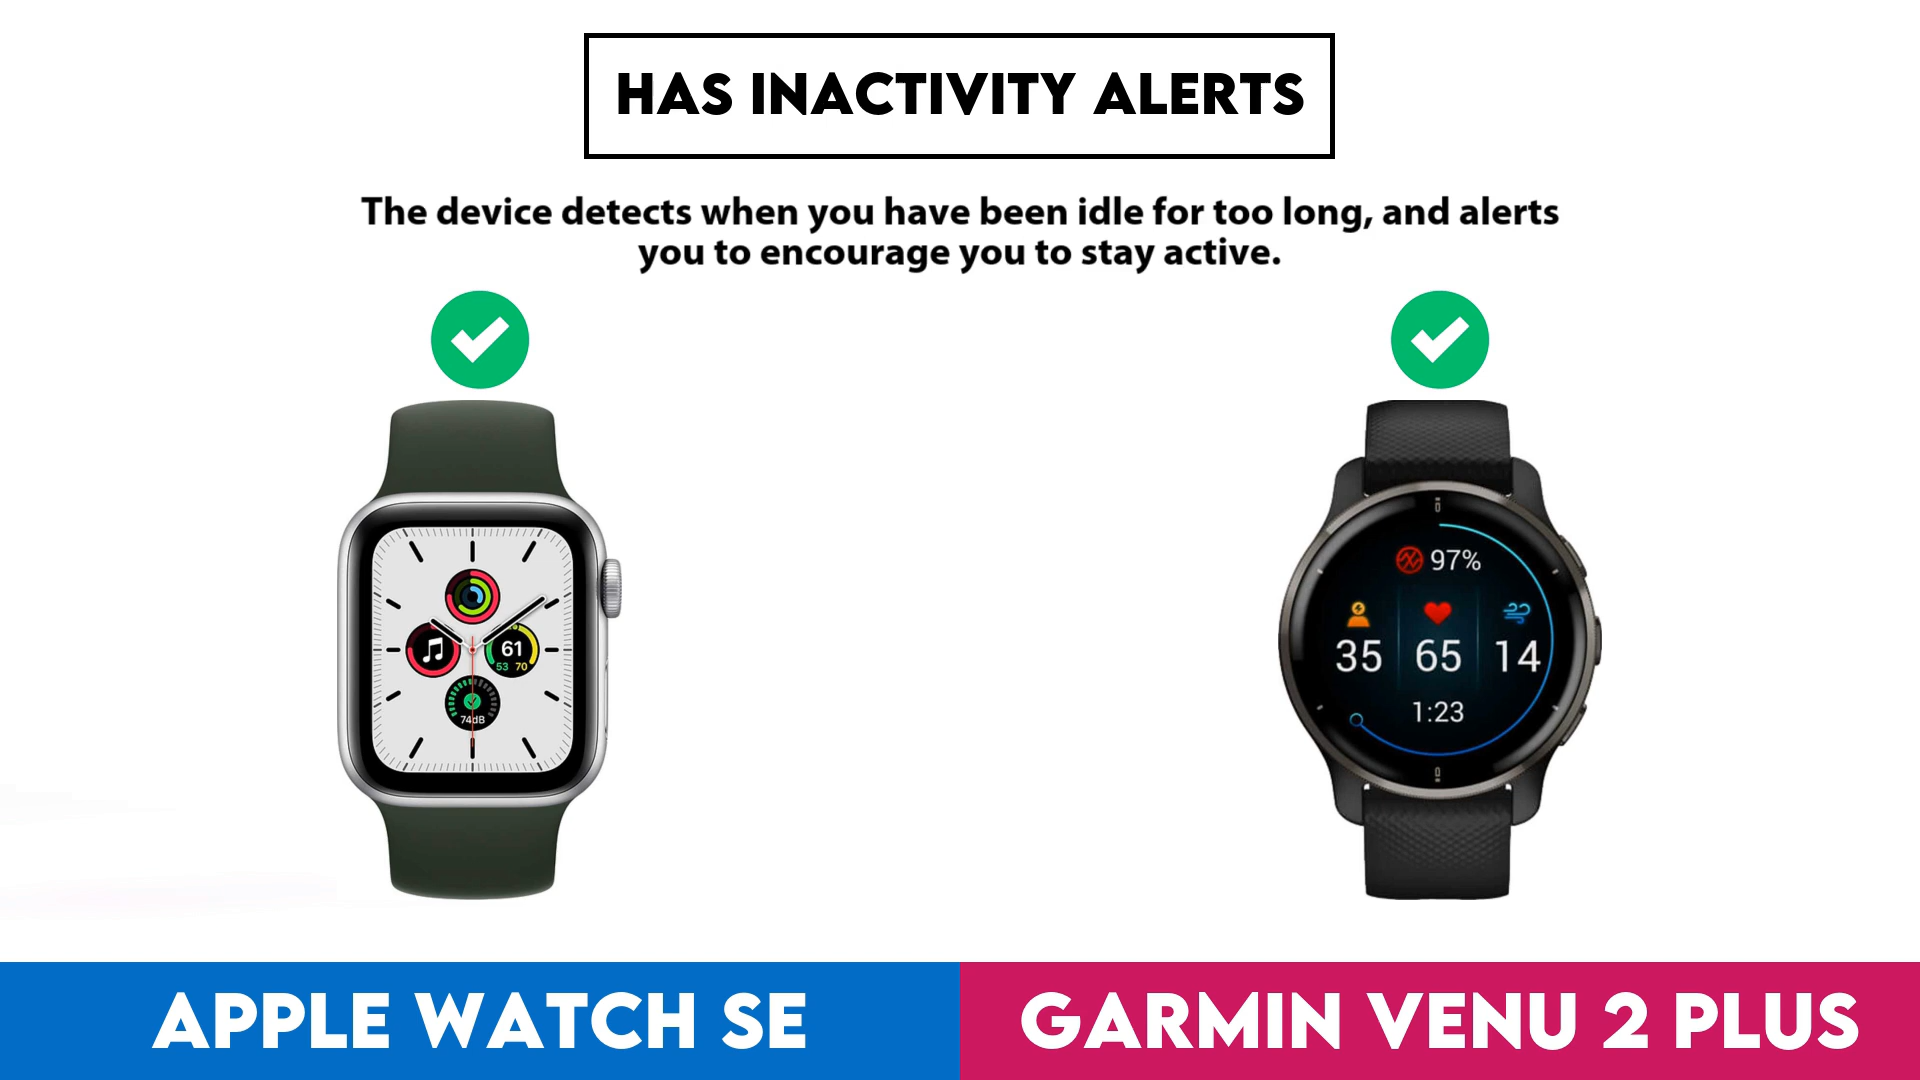 HAS INACTIVITY ALERTS
The device detects when you have been idle for too long, and alerts
you to encourage you to stay active.
61
53 70
74dB
97%
35 65 14
1:23
APPLE WATCH SE
GARMIN VENU 2 PLUS